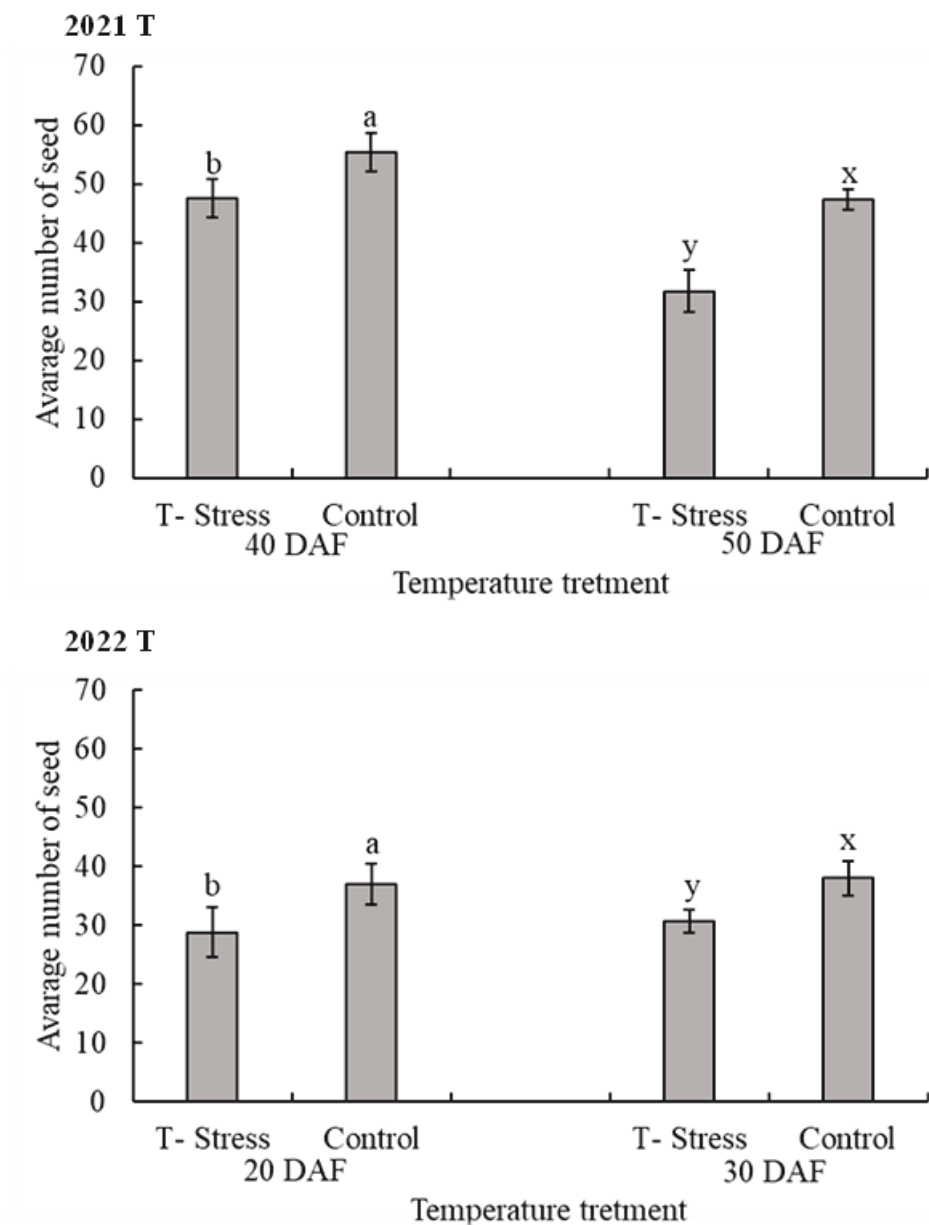 2021 T
Avarage number of seed
70
60
50
40
30
20
10
0
b
a
y
x
T- Stress Control T- Stress Control
40 DAF 50 DAF
Temperature tretment
2022 T
Avarage number of seed
70
60
50
40
30
20
10
0
b
a
y
x
T- Stress Control T- Stress Control
20 DAF 30 DAF
Temperature tretment